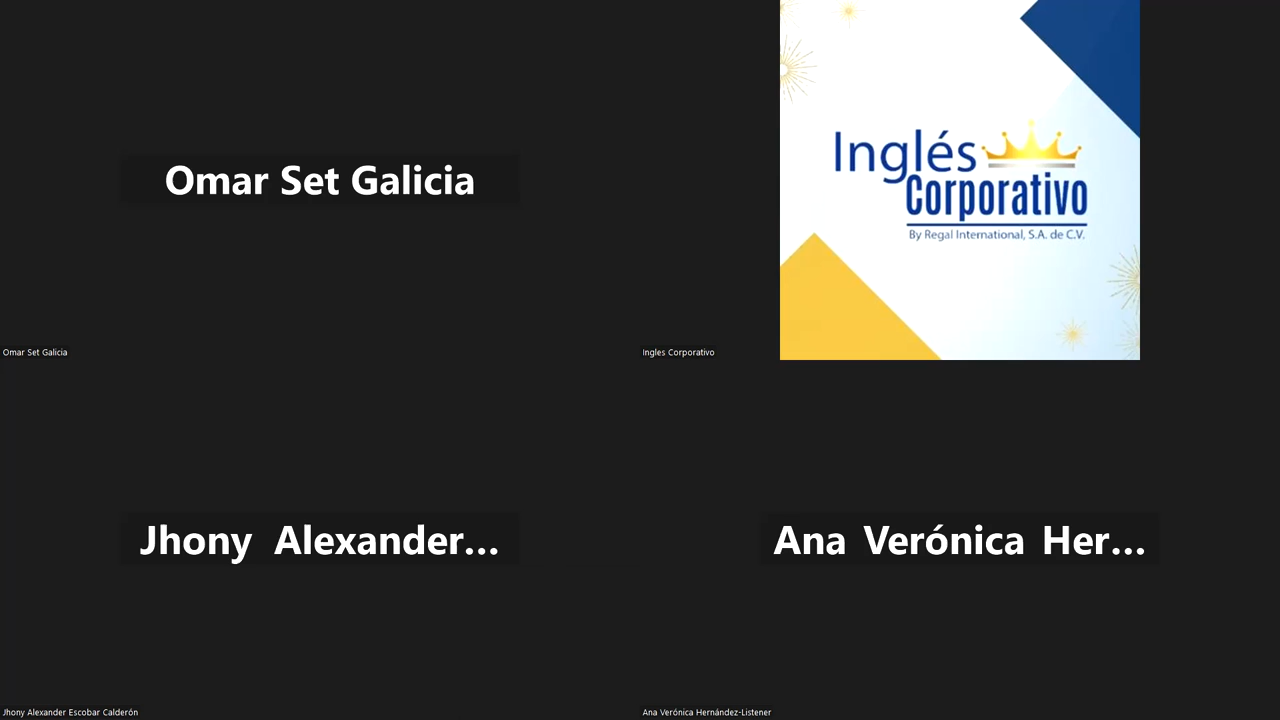 Omar Set Galicia
Omar Set Galicia
Inglés
Corporativo
By Regal International, S.A. de C.V.
Ingles Corporativo
Jhony Alexander...
Jhony Alexander Escobar Calderón
Ana Verónica Her...
Ana Verónica Hernández-Listener